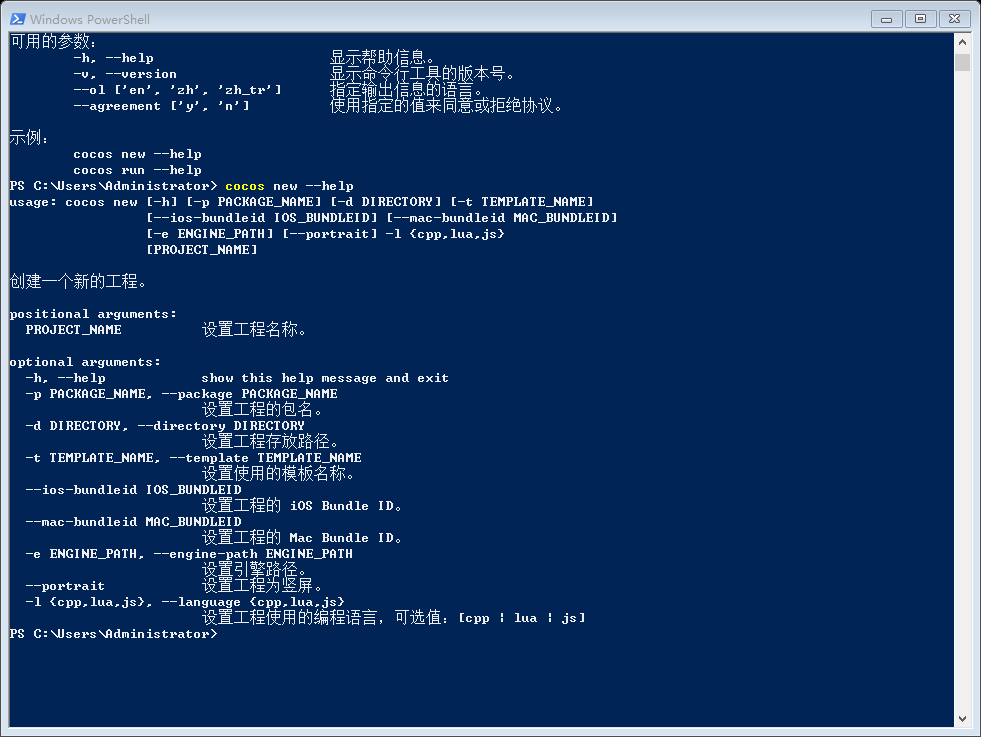 Windows PowerShell
可用的参数：
-h, --help 显示帮助信息。
-v, --version 显示命令行工具的版本号。
--ol ['en', 'zh', 'zh_tr'] 指定输出信息的语言。
--agreement ['y', 'n'] 使用指定的值来同意或拒绝协议。
示例：
cocos new --help
cocos run --help
PS C:\Users\Administrator> cocos new --help
usage: cocos new [-h] [-p PACKAGE_NAME] [-d DIRECTORY] [-t TEMPLATE_NAME]
[--ios-bundleid IOS_BUNDLEID] [--mac-bundleid MAC_BUNDLEID]
[-e ENGINE_PATH] [--portrait] -l {cpp,lua,js}
[PROJECT_NAME]
创建一个新的工程。
positional arguments:
PROJECT_NAME 设置工程名称。
optional arguments:
-h, --help show this help message and exit
-p PACKAGE_NAME, --package PACKAGE_NAME
设置工程的包名。
-d DIRECTORY, --directory DIRECTORY
设置工程存放路径。
-t TEMPLATE_NAME, --template TEMPLATE_NAME
设置使用的模板名称。
--ios-bundleid IOS_BUNDLEID
设置工程的 iOS Bundle ID。
--mac-bundleid MAC_BUNDLEID
设置工程的 Mac Bundle ID。
-e ENGINE_PATH, --engine-path ENGINE_PATH
设置引擎路径。
--portrait 设置工程为竖屏。
-l {cpp,lua,js}, --language {cpp,lua,js}
设置工程使用的编程语言，可选值：[cpp | lua | js]
PS C:\Users\Administrator>